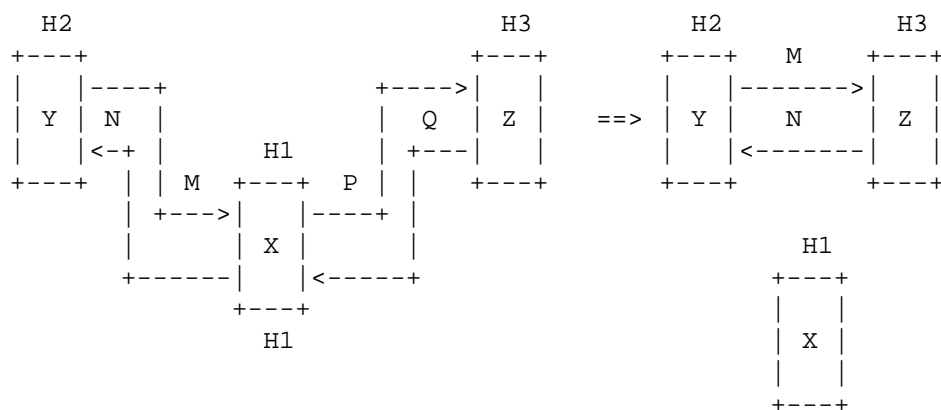 H2 H3 H2 H3
M
Y N Q Z ==> Y N Z
H1
M P
X H1
H1
X